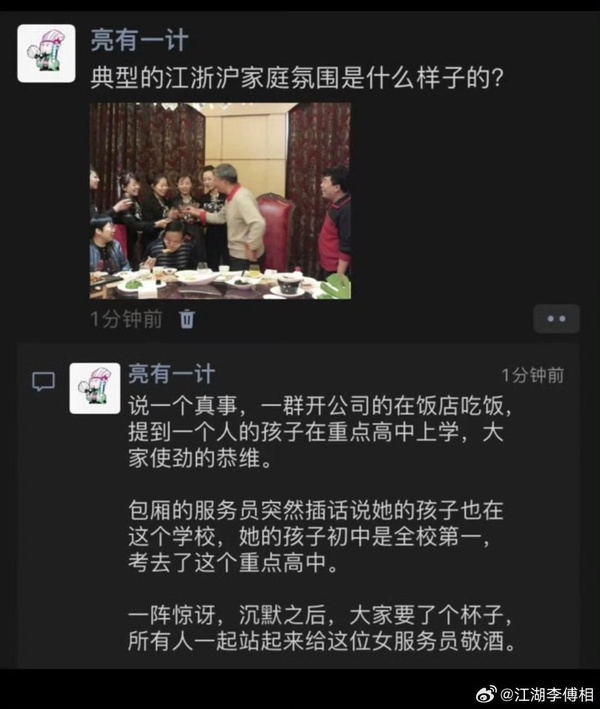 亮有一计
典型的江浙沪家庭氛围是什么样子的？
1分钟前
亮有一计
1分钟前
说一个真事，一群开公司的在饭店吃饭，
提到一个人的孩子在重点高中上学，大
家使劲的恭维。
包厢的服务员突然插话说她的孩子也在
这个学校，她的孩子初中是全校第一，
考去了这个重点高中。
一阵惊讶，沉默之后，大家要了个杯子，
所有人一起站起来给这位女服务员敬酒。
@江湖李傅相